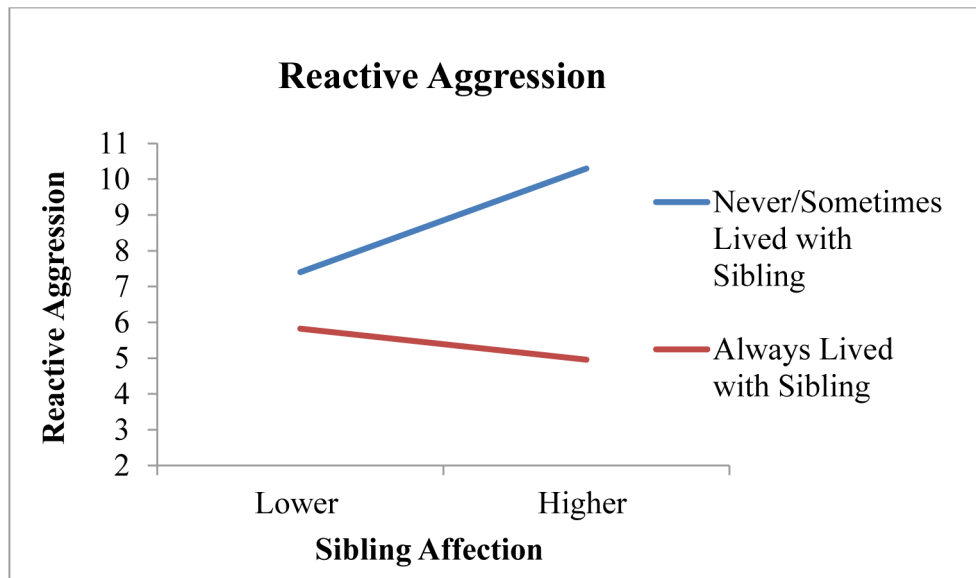 Reactive Aggression
Reactive Aggression
11
10
9
8
7
6
5
4
3
2
Lower
Higher
Sibling Affection
Never/Sometimes
Lived with
Sibling
Always Lived
with Sibling